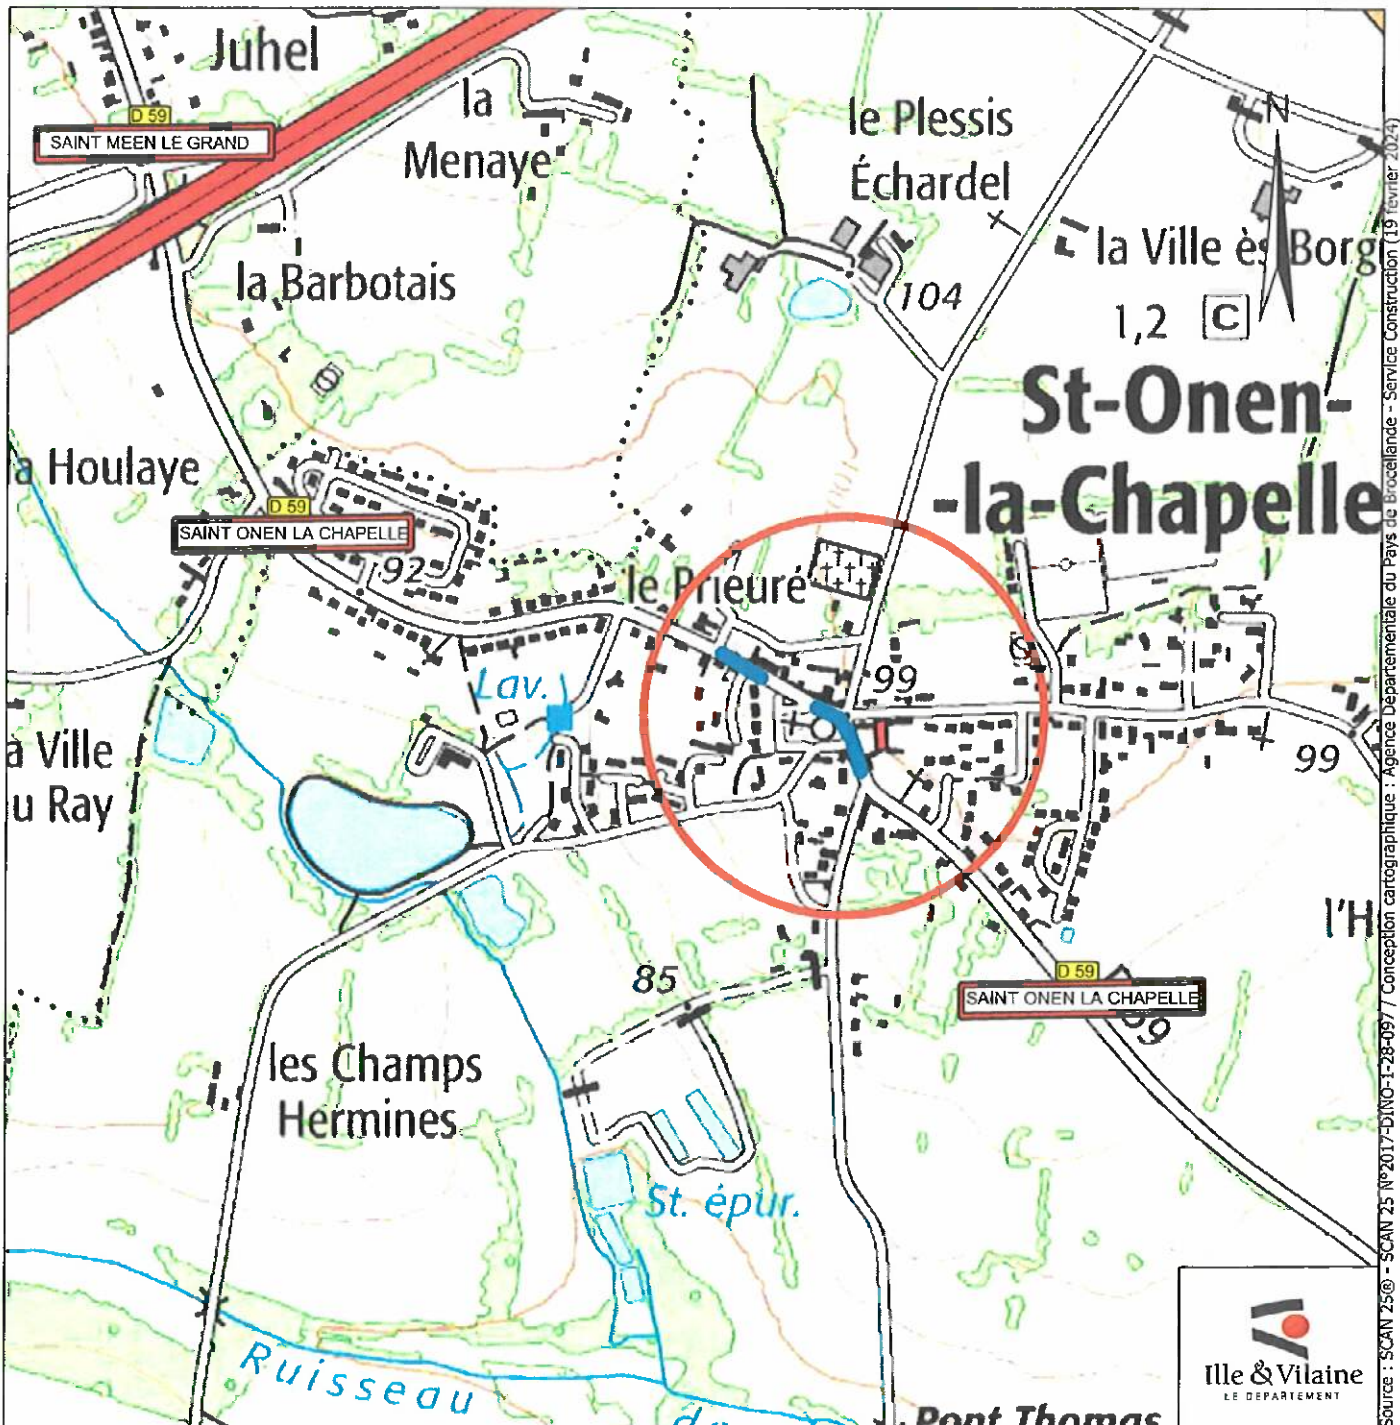 Juhel
la
Menaye
D 59
SAINT MEEN LE GRAND
le Plessis
Échardel
N
la Ville ès Borg
104
1,2 C
la Barbotais
St-Onen-
-la-Chapelle
a Houlaye
D 59
SAINT ONEN LA CHAPELLE
92
le Prieuré
99
Lav.
a Ville
u Ray
99
l'H
85
D 59
SAINT ONEN LA CHAPELLE
59
les Champs
Hermines
St. épur.
Ruisseau
de
Pont Thomas
Ille & Vilaine
LE DEPARTEMENT
ource : SCAN 25® - SCAN 25 N°2017-DINO-1-28-097 / Conception cartographique : Agence Départementale du Pays de Brocéliande - Service Construction (19 février 2024)